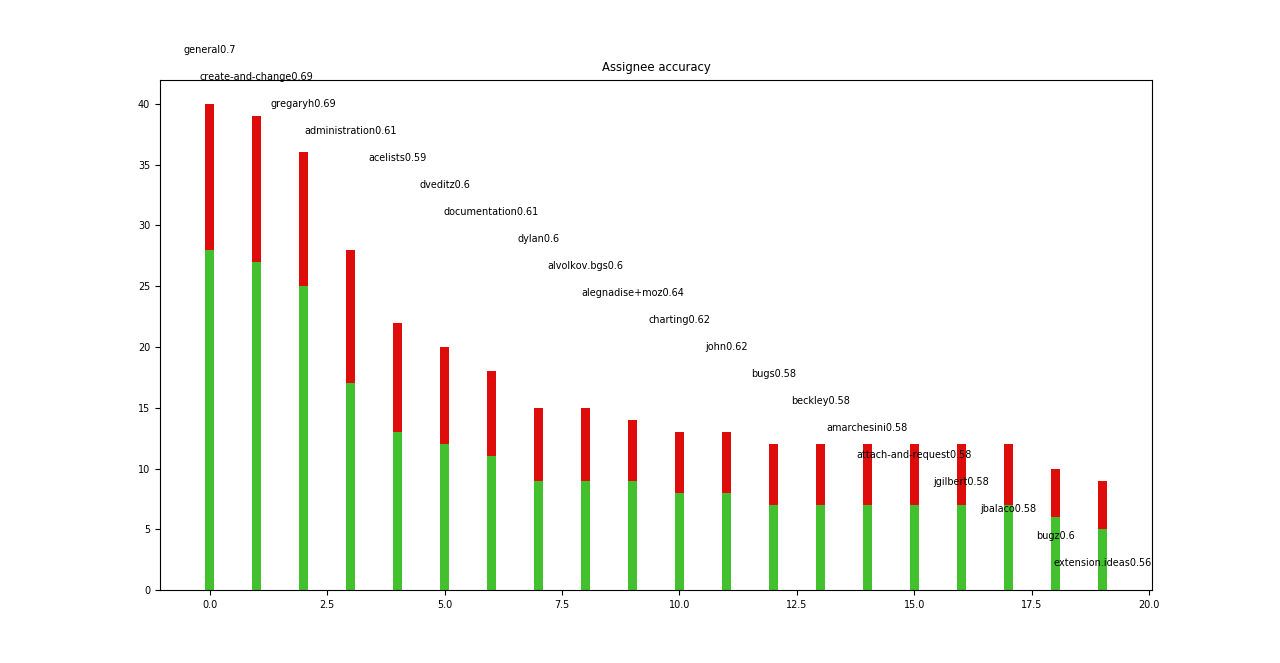 general0.7
Assignee accuracy
create-and-change0.69
gregaryh0.69
administration0.61
acelists0.59
dveditz0.6
documentation0.61
dylan0.6
alvolkov.bgs0.6
alegnadise+moz0.64
charting0.62
john0.62
bugs0.58
beckley0.58
amarchesini0.58
attach-and-request0.58
jgilbert0.58
jbalaco0.58
bugz0.6
extension.ideas0.56
40
35
30
25
20
15
10
5
0
0.0 2.5 5.0 7.5 10.0 12.5 15.0 17.5 20.0